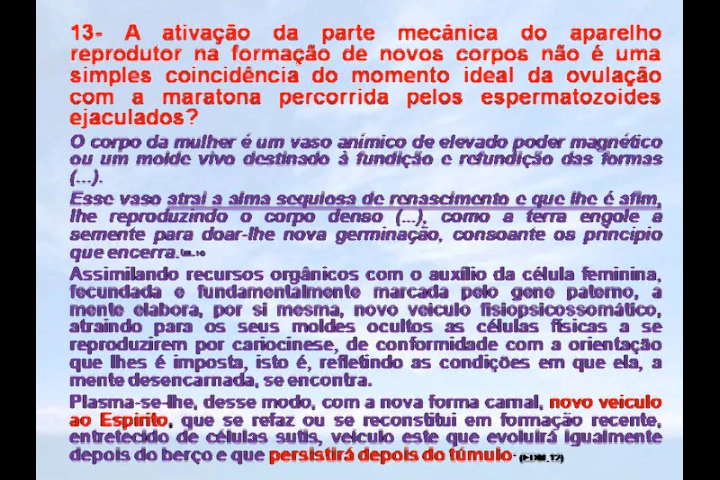 13- A ativação da parte mecânica do aparelho
reprodutor na formação de novos corpos não é uma
simples coincidência do momento ideal da ovulação
com a maratona percorrida pelos espermatozoides
ejaculados?
O corpo da mulher é um vaso anímico de elevado poder magnético
ou um molde vivo destinado à fundição e refundição das formas
(...).
Esse vaso atrai a alma sequiosa de renascimento e que lhe é afim,
lhe reproduzindo o corpo denso (...), como a terra engole a
semente para doar-lhe nova germinação, consoante os princípio
que encerra.
Assimilando recursos orgânicos com o auxílio da célula feminina,
fecundada e fundamentalmente marcada pelo gene paterno, a
mente elabora, por si mesma, novo veículo fisiopsicossomático,
atraindo para os seus moldes ocultos as células físicas a se
reproduzirem por cariocinese, de conformidade com a orientação
que lhes é imposta, isto é, refletindo as condições em que ela, a
mente desencarnada, se encontra.
Plasma-se-lhe, desse modo, com a nova forma carnal, novo veículo
ao Espírito, que se refaz ou se reconstitui em formação recente,
entretecido de células sutis, veículo este que evoluirá igualmente
depois do berço e que persistirá depois do túmulo.